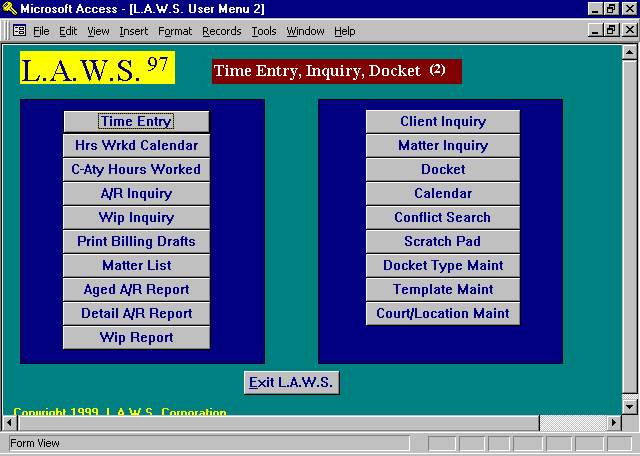 Microsoft Access - [L.A.W.S. User Menu 2]
File Edit View Insert Format Records Tools Window Help
L.A.W.S. 97
Time Entry, Inquiry, Docket (2)
Time Entry
Hrs Wrkd Calendar
C-Aty Hours Worked
A/R Inquiry
Wip Inquiry
Print Billing Drafts
Matter List
Aged A/R Report
Detail A/R Report
Wip Report
Client Inquiry
Matter Inquiry
Docket
Calendar
Conflict Search
Scratch Pad
Docket Type Maint
Template Maint
Court/Location Maint
Exit L.A.W.S.
Copyright 1999 L.A.W.S. Corporation
Form View